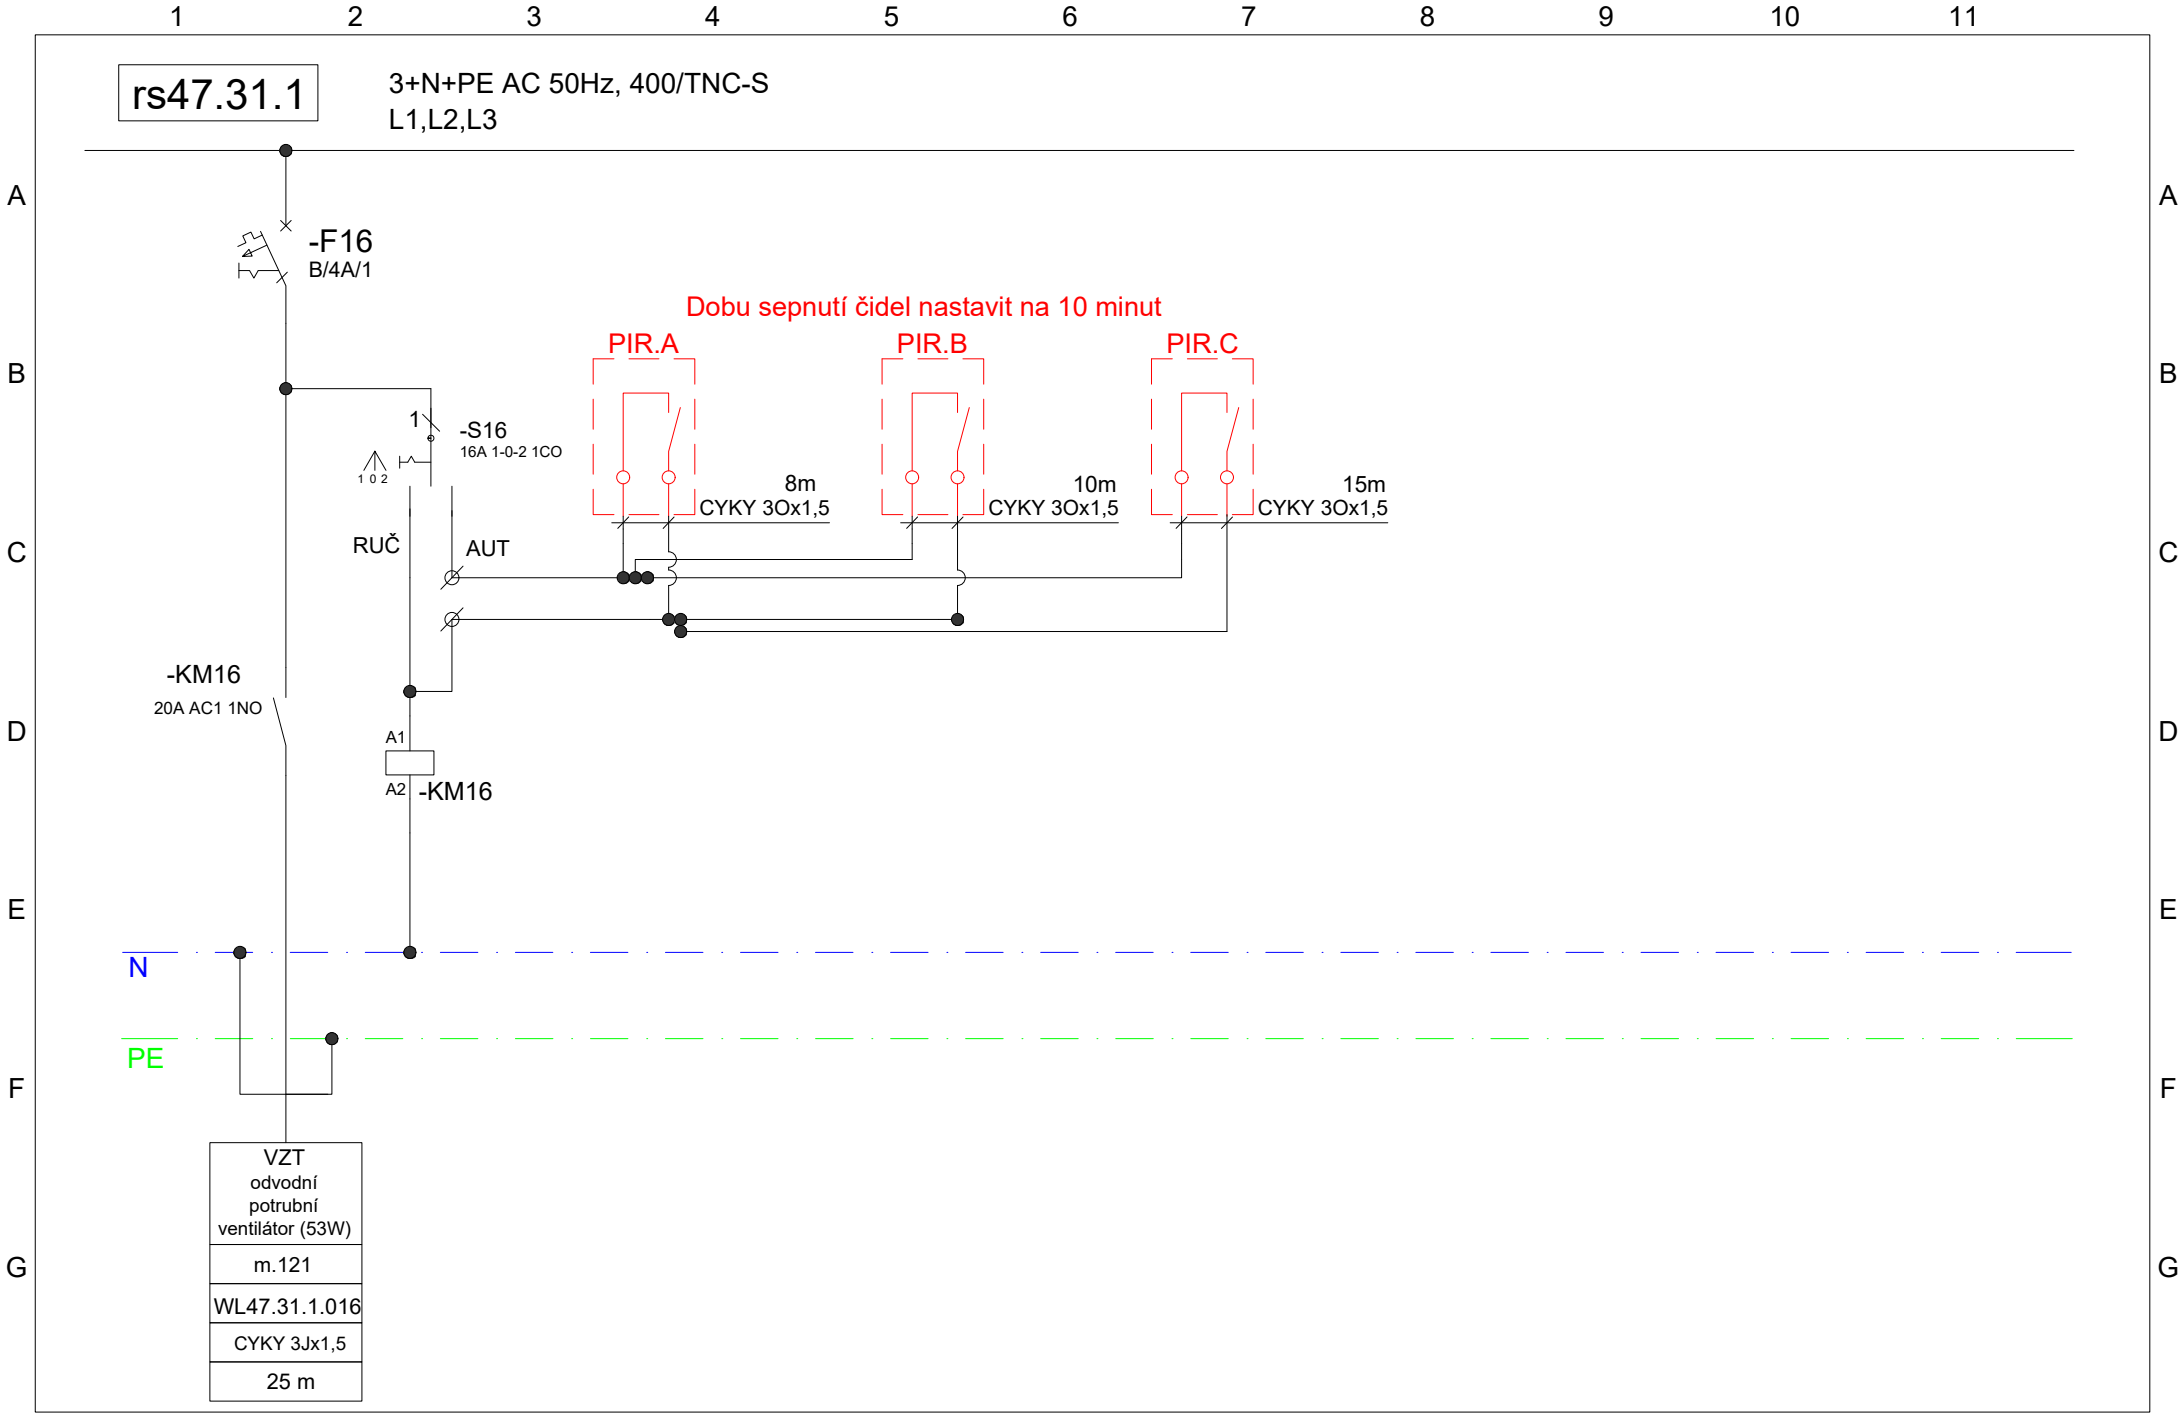 1 2 3 4 5 6 7 8 9 10 11
rs47.31.1
3+N+PE AC 50Hz, 400/TNC-S
L1,L2,L3
A A
-F16
B/4A/1
Dobu sepnutí čidel nastavit na 10 minut
PIR.A PIR.B PIR.C
B B
1
-S16
16A 1-0-2 1CO
1 0 2
8m 10m 15m
CYKY 3Ox1,5 CYKY 3Ox1,5 CYKY 3Ox1,5
RUČ AUT
C C
-KM16
20A AC1 1NO
D D
A1
A2 -KM16
E E
N
PE
F F
VZT
odvodní
potrubní
ventilátor (53W)
m.121
G G
WL47.31.1.016
CYKY 3Jx1,5
25 m